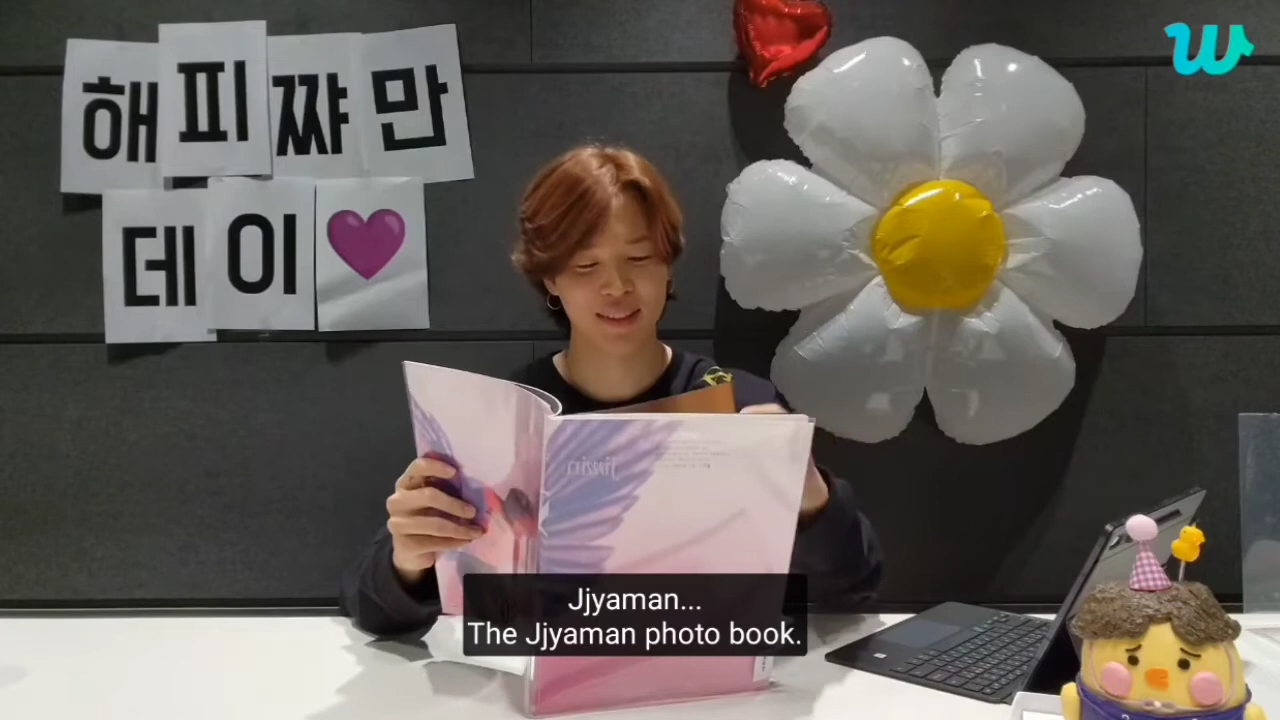 해피쨔만
데이
W
Jjyaman...
The Jjyaman photo book.